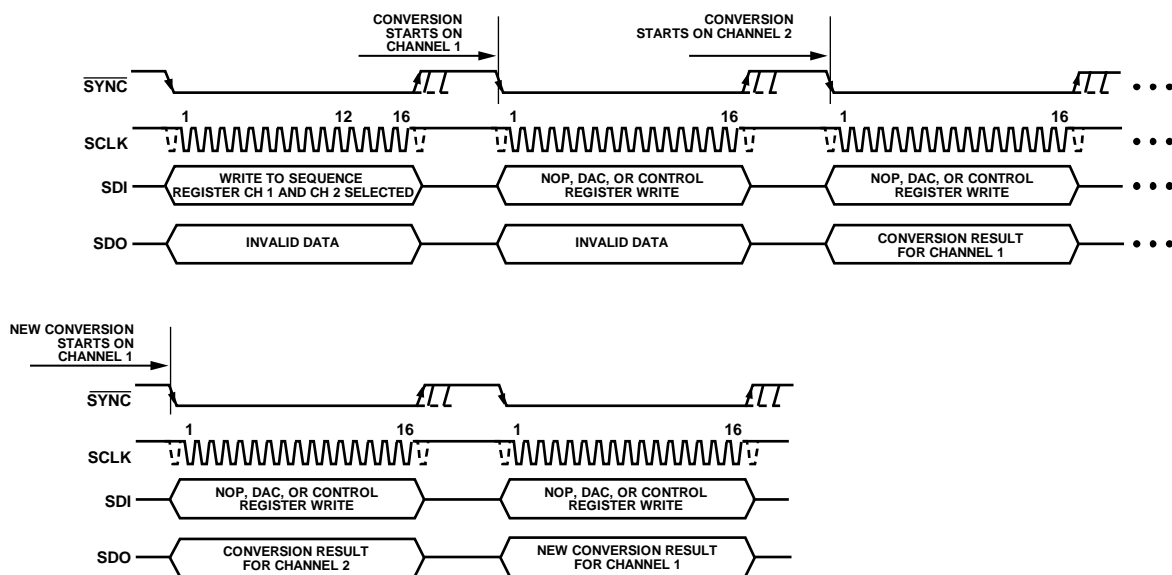 CONVERSION
STARTS ON
CHANNEL 1
CONVERSION
STARTS ON CHANNEL 2
SYNC
1 12 16 1 16 1 16
SCLK
SDI
WRITE TO SEQUENCE
REGISTER CH 1 AND CH 2 SELECTED
NOP, DAC, OR CONTROL
REGISTER WRITE
NOP, DAC, OR CONTROL
REGISTER WRITE
SDO
INVALID DATA
INVALID DATA
CONVERSION RESULT
FOR CHANNEL 1
NEW CONVERSION
STARTS ON
CHANNEL 1
SYNC
1 16 1 16
SCLK
SDI
NOP, DAC, OR CONTROL
REGISTER WRITE
NOP, DAC, OR CONTROL
REGISTER WRITE
SDO
CONVERSION RESULT
FOR CHANNEL 2
NEW CONVERSION RESULT
FOR CHANNEL 1